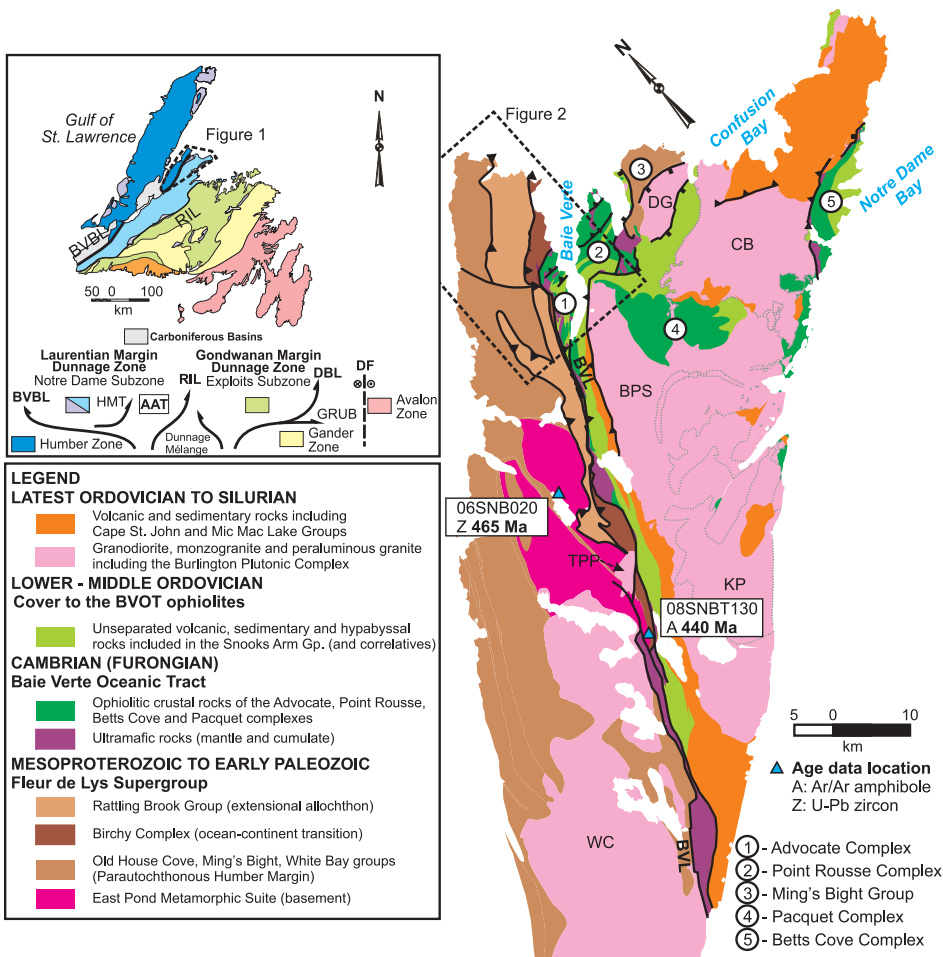 Gulf of
St. Lawrence
Figure 1
N
BVBL
RIL
50 0 100
km
Carboniferous Basins
Laurentian Margin
Dunnage Zone
Notre Dame Subzone
Gondwanan Margin
Dunnage Zone
Exploits Subzone
BVBL
HMT
AAT
RIL
DBL
DF
GRUB
Avalon
Zone
Humber Zone
Dunnage
Mélange
Gander
Zone
LEGEND
LATEST ORDOVICIAN TO SILURIAN
Volcanic and sedimentary rocks including
Cape St. John and Mic Mac Lake Groups
Granodiorite, monzogranite and peraluminous granite
including the Burlington Plutonic Complex
LOWER - MIDDLE ORDOVICIAN
Cover to the BVOT ophiolites
Unseparated volcanic, sedimentary and hypabyssal
rocks included in the Snooks Arm Gp. (and correlatives)
CAMBRIAN (FURONGIAN)
Baie Verte Oceanic Tract
Ophiolitic crustal rocks of the Advocate, Point Rousse,
Betts Cove and Pacquet complexes
Ultramafic rocks (mantle and cumulate)
MESOPROTEROZOIC TO EARLY PALEOZOIC
Fleur de Lys Supergroup
Rattling Brook Group (extensional allochthon)
Birchy Complex (ocean-continent transition)
Old House Cove, Ming's Bight, White Bay groups
(Parautochthonous Humber Margin)
East Pond Metamorphic Suite (basement)
N
Figure 2
Confusion
Bay
Notre Dame
Bay
Baie Verte
3
DG
5
2
CB
1
4
BVL
BPS
06SNB020
Z 465 Ma
TPP
KP
08SNBT130
A 440 Ma
WC
BVL
5 0 10
km
Age data location
A: Ar/Ar amphibole
Z: U-Pb zircon
1 - Advocate Complex
2 - Point Rousse Complex
3 - Ming's Bight Group
4 - Pacquet Complex
5 - Betts Cove Complex